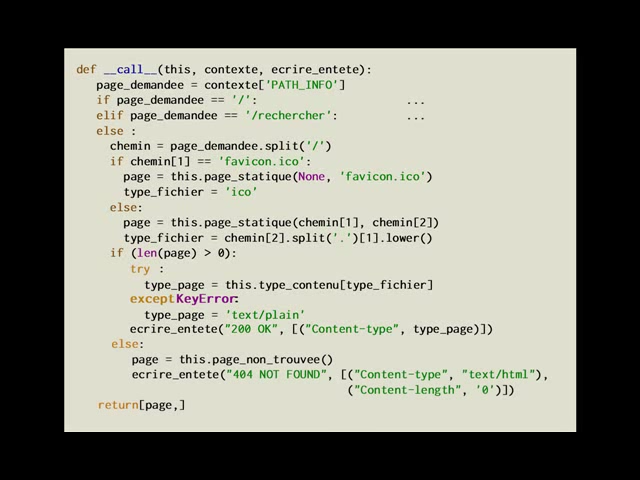 def __call__(this, contexte, ecrire_entete):
page_demandee = contexte['PATH_INFO']
if page_demandee == '/': ...
elif page_demandee == '/rechercher': ...
else :
chemin = page_demandee.split('/')
if chemin[1] == 'favicon.ico':
page = this.page_statique(None, 'favicon.ico')
type_fichier = 'ico'
else:
page = this.page_statique(chemin[1], chemin[2])
type_fichier = chemin[2].split('.')[1].lower()
if (len(page) > 0):
try :
type_page = this.type_contenu[type_fichier]
except KeyError:
type_page = 'text/plain'
ecrire_entete("200 OK", [("Content-type", type_page)])
else:
page = this.page_non_trouvee()
ecrire_entete("404 NOT FOUND", [("Content-type", "text/html"),
("Content-length", '0')])
return[page,]